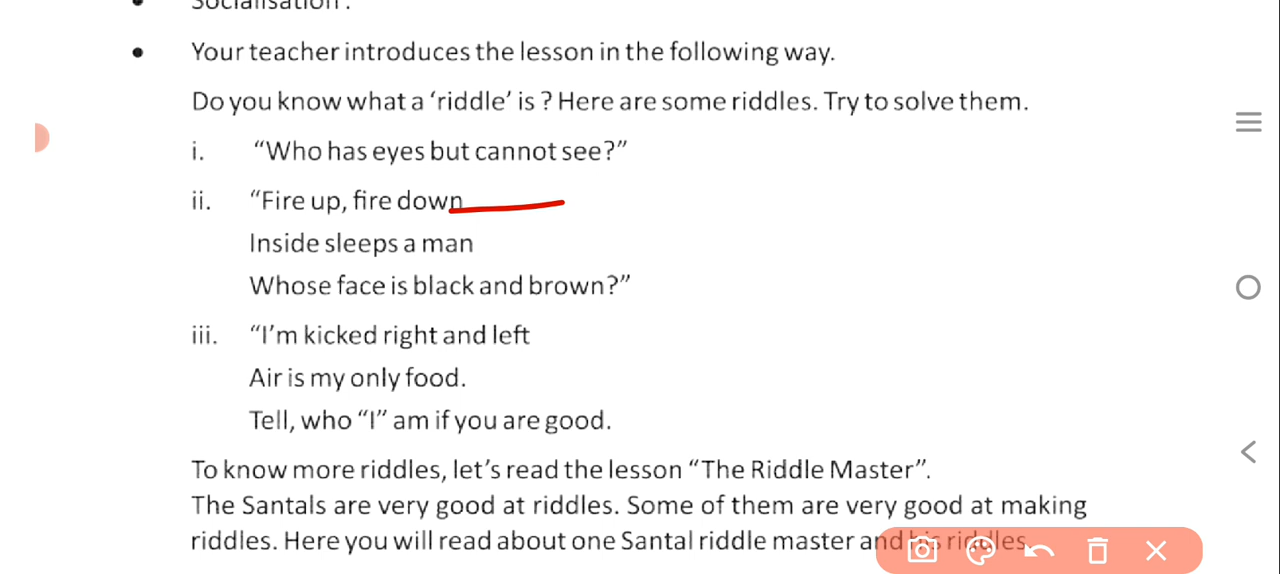 • Socialisation :
• Your teacher introduces the lesson in the following way.
Do you know what a ‘riddle’ is ? Here are some riddles. Try to solve them.
i. “Who has eyes but cannot see?”
ii. “Fire up, fire down
Inside sleeps a man
Whose face is black and brown?”
iii. “I’m kicked right and left
Air is my only food.
Tell, who “I” am if you are good.
To know more riddles, let’s read the lesson “The Riddle Master”.
The Santals are very good at riddles. Some of them are very good at making
riddles. Here you will read about one Santal riddle master and his riddles